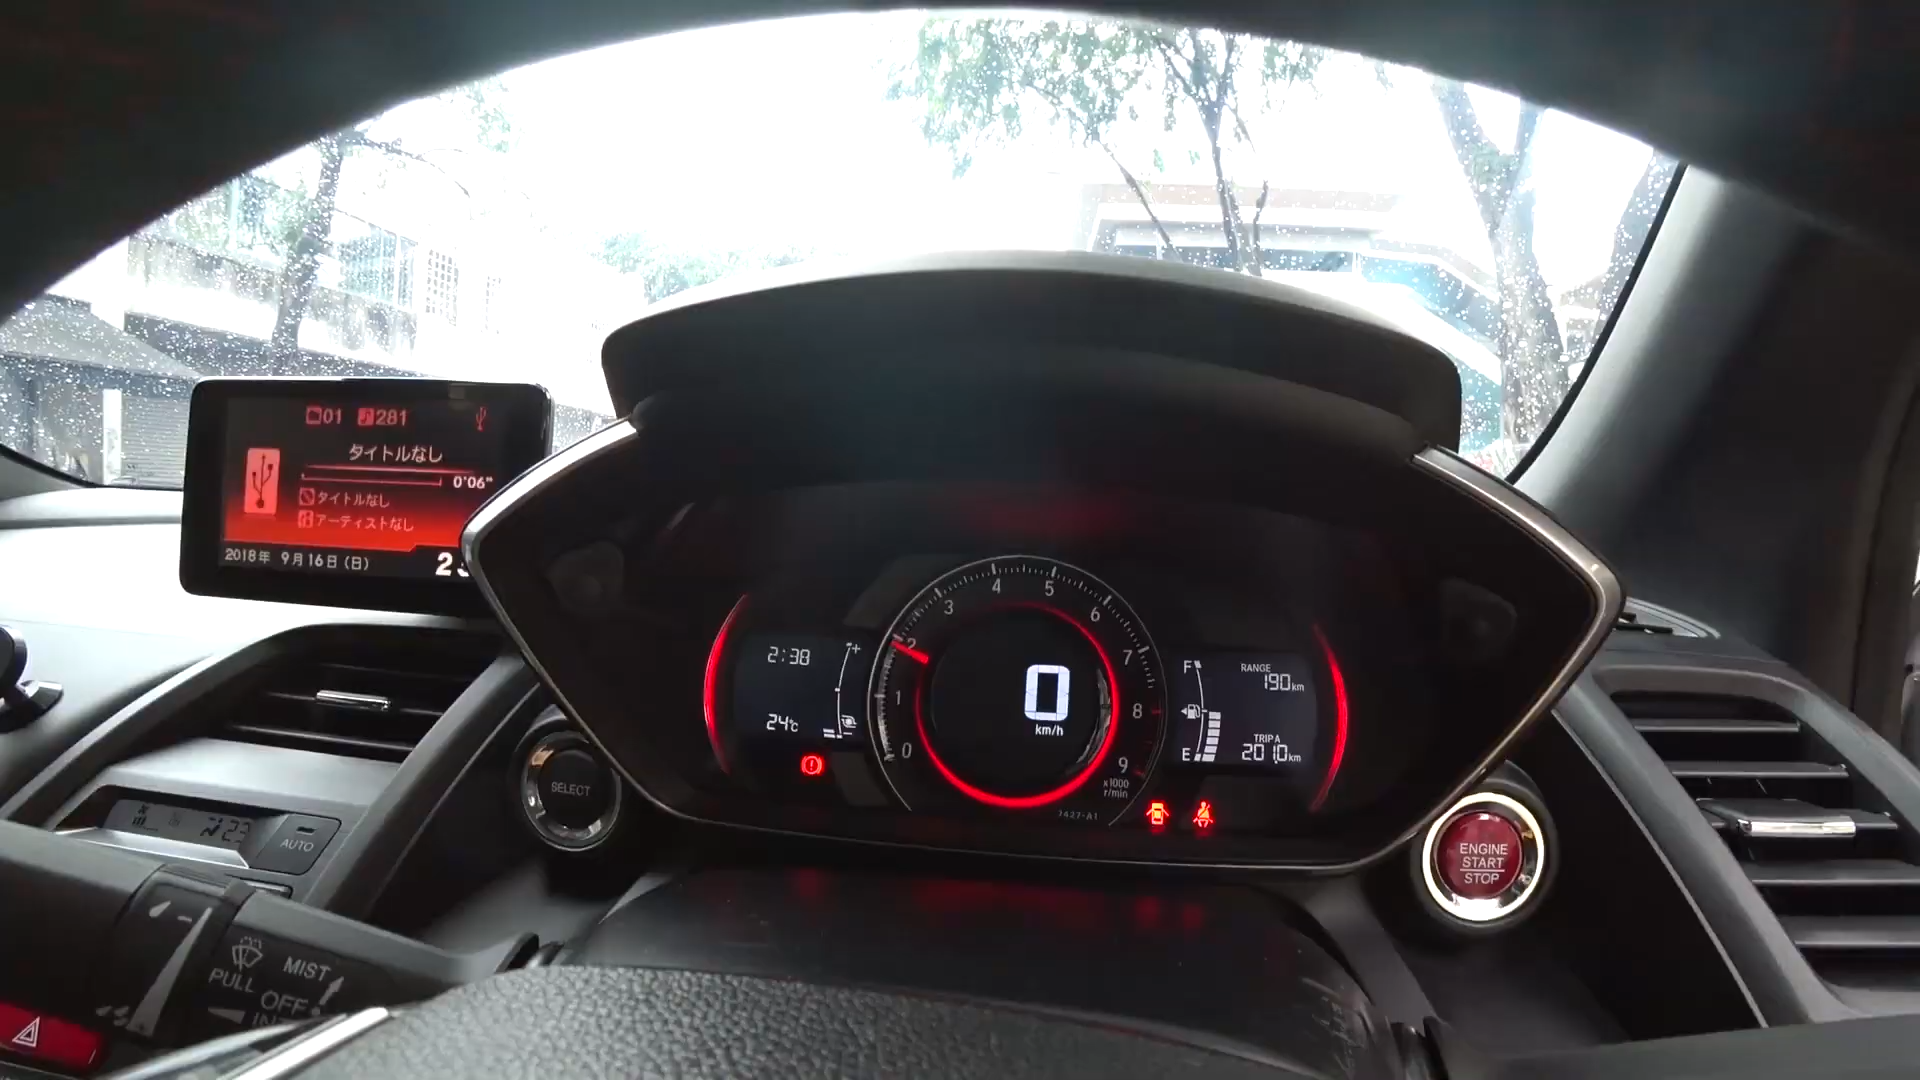 01 281
タイトルなし
0'06"
タイトルなし
アーティストなし
2018年 9月16日(日)
23
AUTO
SELECT
2:38
24℃
0
1
2
3
4
5
6
7
8
9
x1000
r/min
0
km/h
F
E
RANGE
190km
TRIP A
201.0km
ENGINE
START
STOP
MIST
PULL
OFF